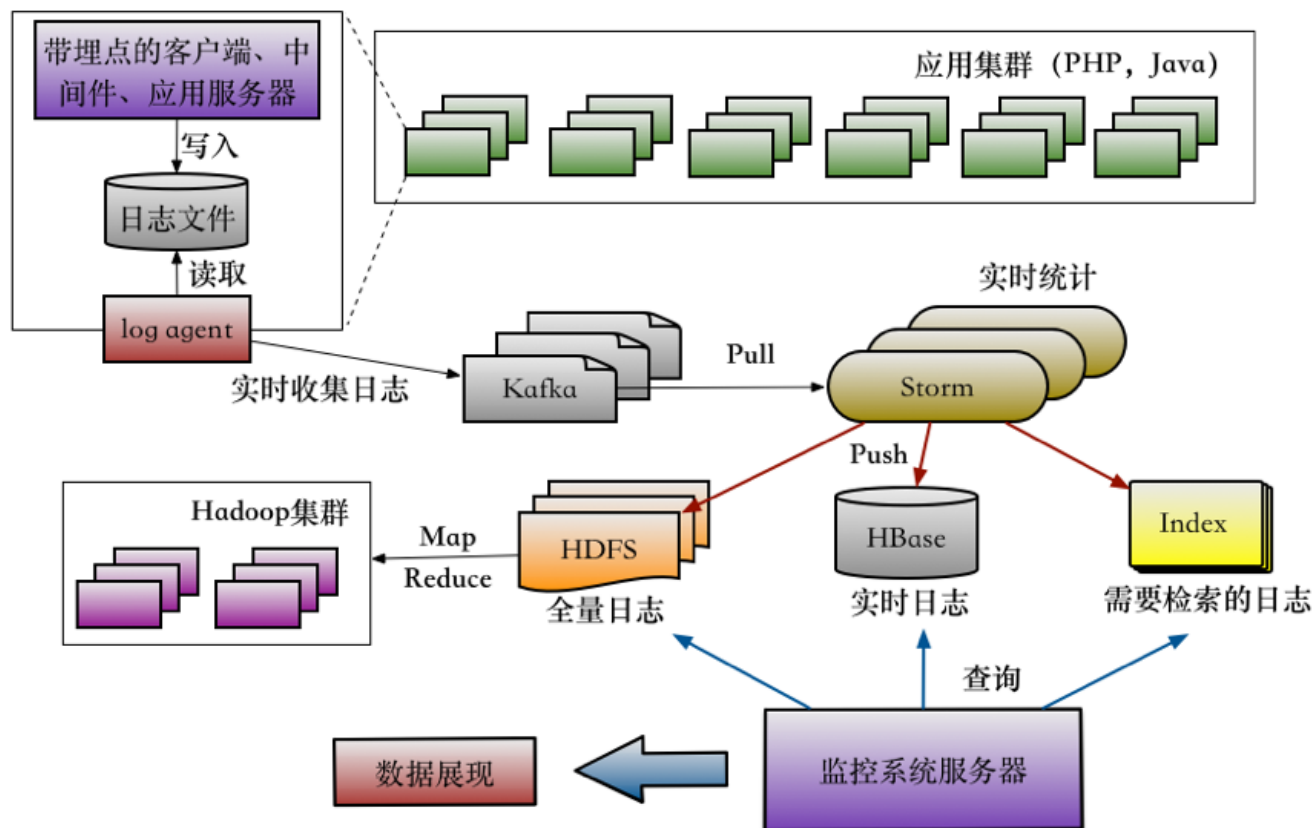 带埋点的客户端、中
间件、应用服务器
写入
日志文件
读取
log agent
应用集群（PHP，Java）
实时收集日志
Kafka
Pull
实时统计
Storm
Push
Hadoop集群
Map
Reduce
HDFS
全量日志
HBase
实时日志
Index
需要检索的日志
查询
监控系统服务器
数据展现